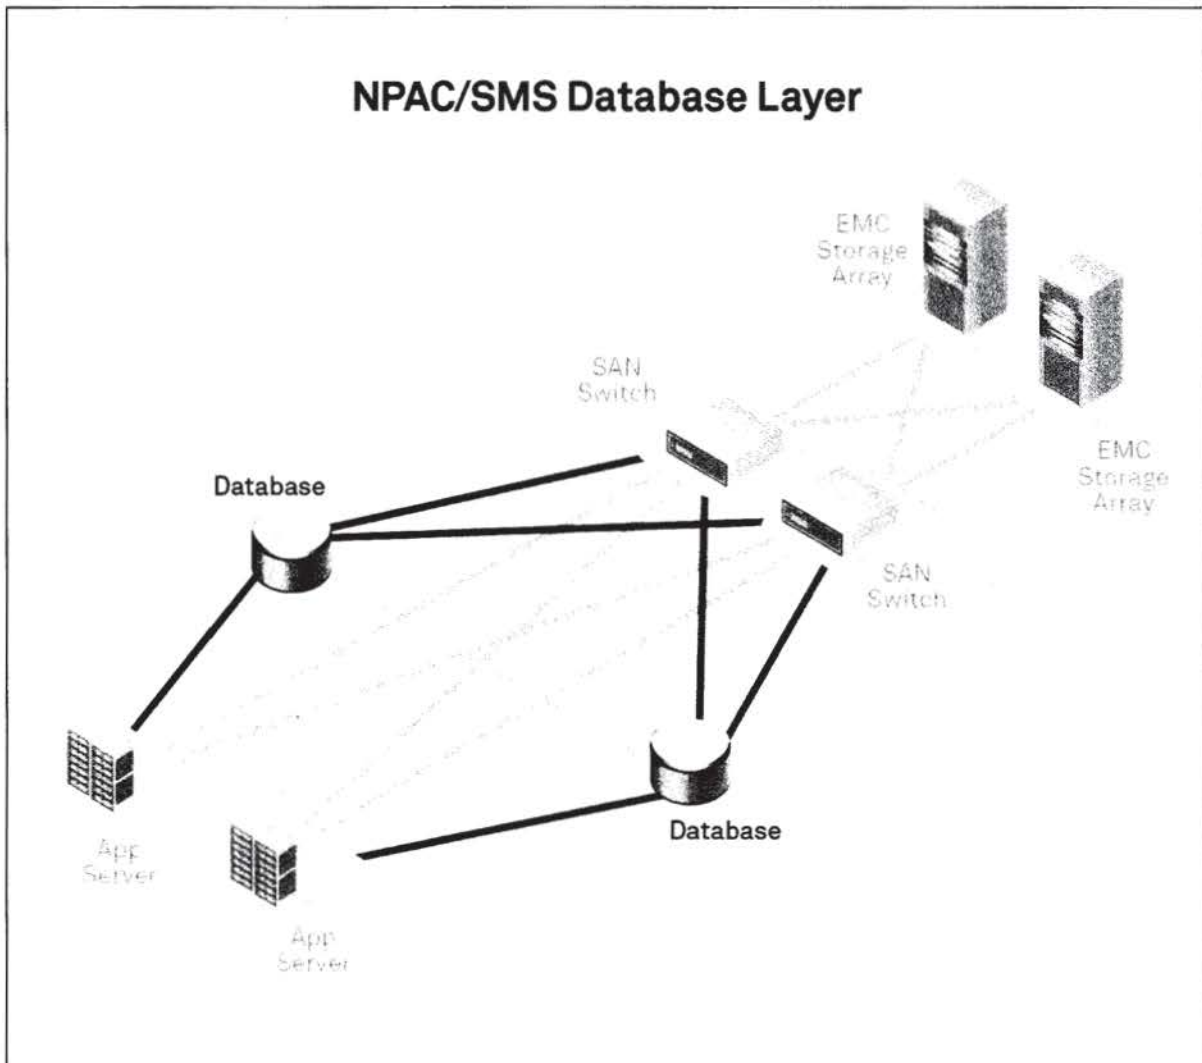 NPAC/SMS Database Layer
EMC
Storage
Array
SAN
Switch
EMC
Storage
Array
Database
SAN
Switch
Database
App
Server
App
Server